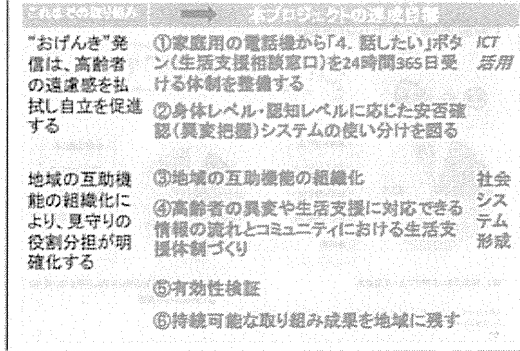 これまでの取り組み
本プロジェクトの達成目標
"おげんき"発
信は、高齢者
の遠慮感を払
拭し自立を促進
する
①家庭用の電話機から「4．話したい」ボタ
ン(生活支援相談窓口)を24時間365日受
ける体制を整備する
②身体レベル・認知レベルに応じた安否確
認(異変把握)システムの使い分けを図る
ICT
活用
地域の互助機
能の組織化に
より、見守りの
役割分担が明
確化する
③地域の互助機能の組織化
④高齢者の異変や生活支援に対応できる
情報の流れとコミュニティにおける生活支
援体制づくり
⑤有効性検証
⑥持続可能な取り組み成果を地域に残す
社会
シス
テム
形成